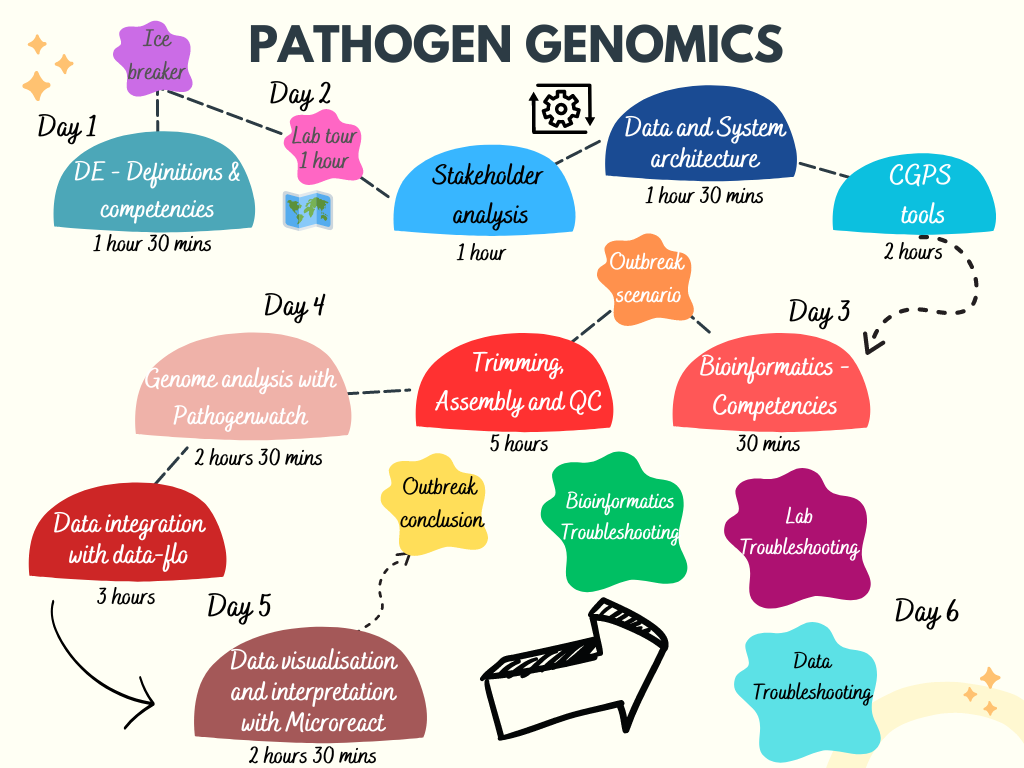 PATHOGEN GENOMICS
Ice
breaker
Day 1
DE - Definitions &
competencies
1 hour 30 mins
Day 2
Lab tour
1 hour
Stakeholder
analysis
1 hour
Data and System
architecture
1 hour 30 mins
CGPS
tools
2 hours
Day 3
Bioinformatics -
Competencies
30 mins
Outbreak
scenario
Trimming,
Assembly and QC
5 hours
Day 4
Genome analysis with
Pathogenwatch
2 hours 30 mins
Data integration
with data-flo
3 hours
Day 5
Data visualisation
and interpretation
with Microreact
2 hours 30 mins
Outbreak
conclusion
Bioinformatics
Troubleshooting
Lab
Troubleshooting
Day 6
Data
Troubleshooting